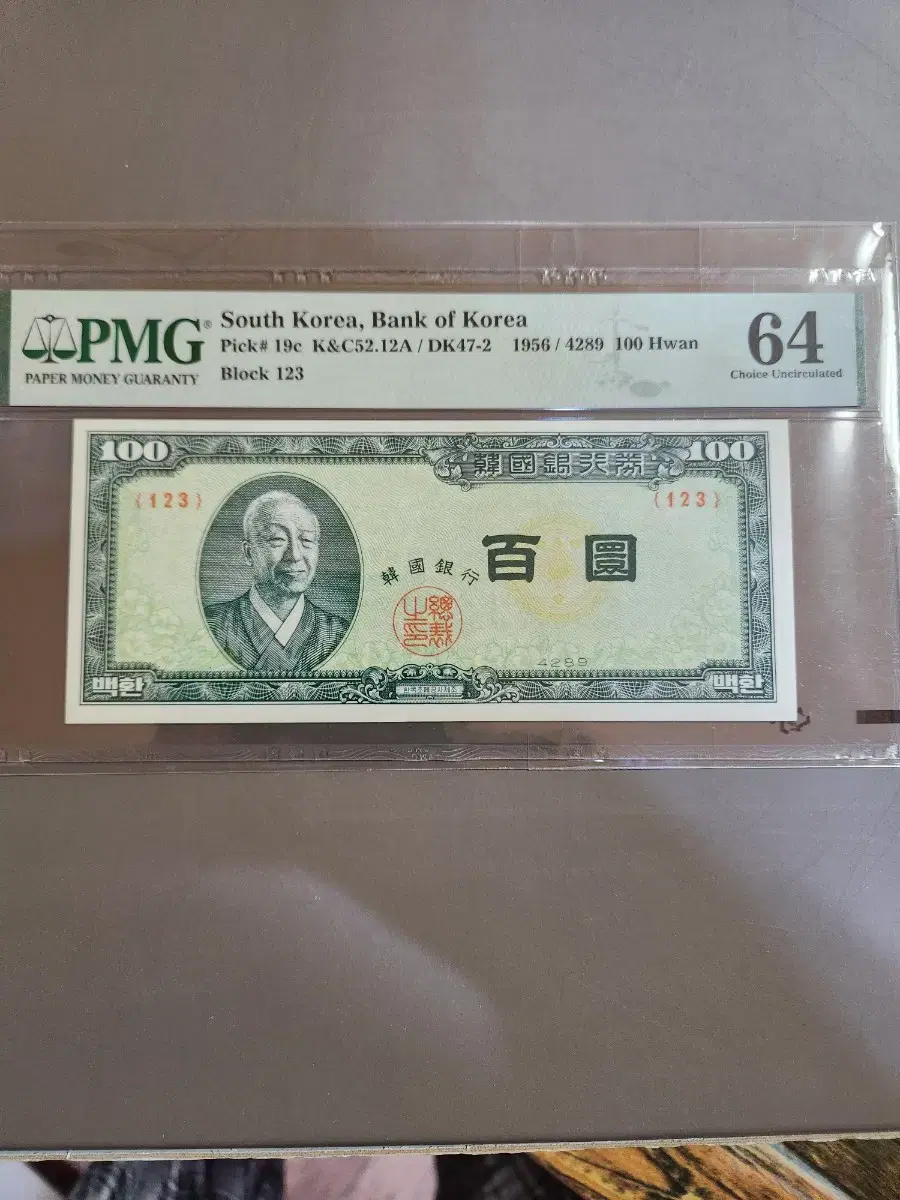 PMG®
PAPER MONEY GUARANTY
South Korea, Bank of Korea
Pick# 19c K&C52.12A / DK47-2 1956 / 4289 100 Hwan
Block 123
64
Choice Uncirculated
100
韓國銀行券
100
{123}
{123}
韓國銀行
百圜
總裁之印
4289
백환
백환